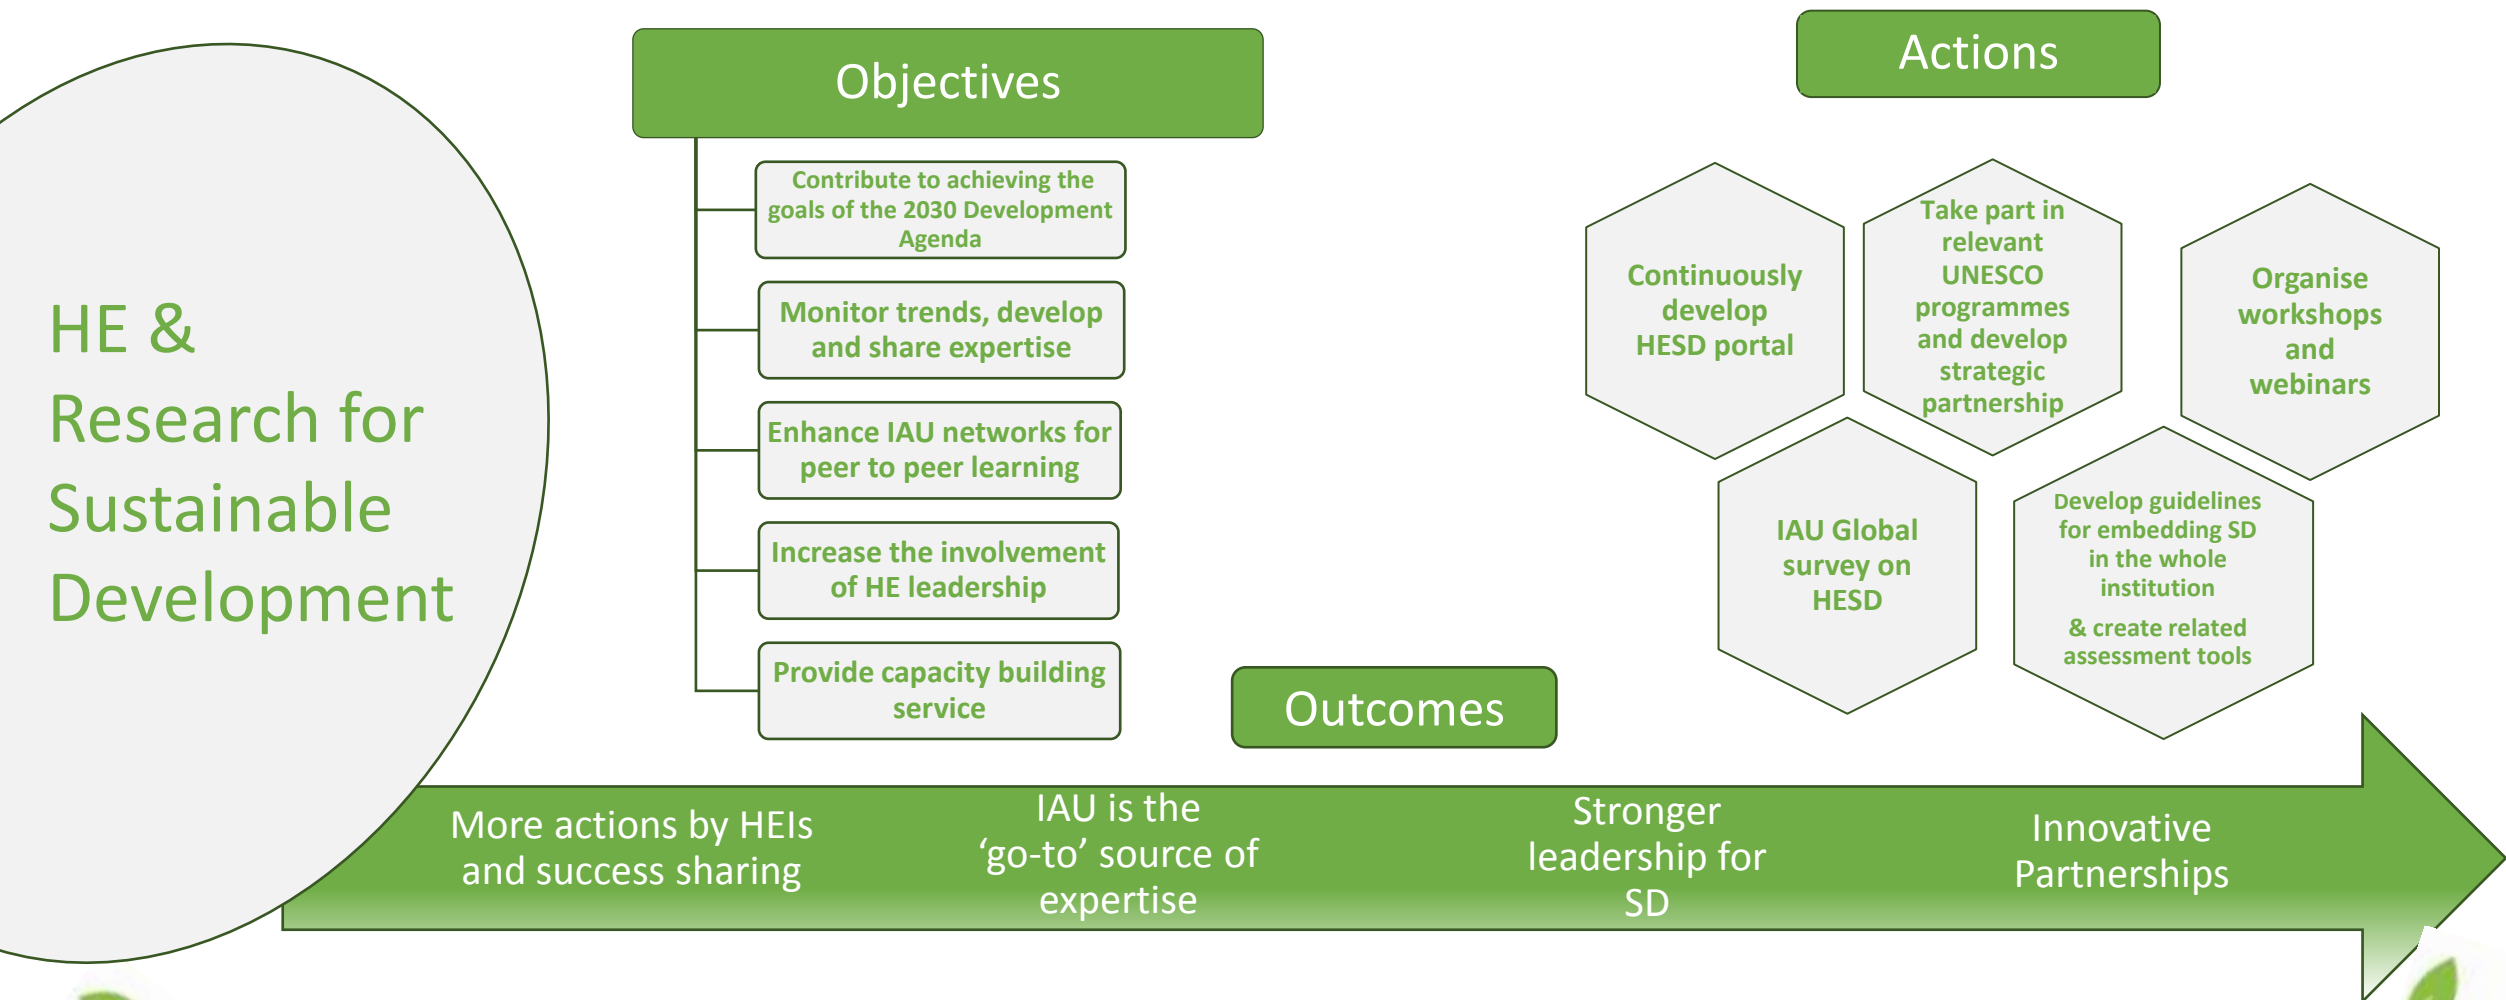 HE &
Research for
Sustainable
Development
Objectives
Contribute to achieving the
goals of the 2030 Development
Agenda
Monitor trends, develop
and share expertise
Enhance IAU networks for
peer to peer learning
Increase the involvement
of HE leadership
Provide capacity building
service
Actions
Continuously
develop
HESD portal
Take part in
relevant
UNESCO
programmes
and develop
strategic
partnership
Organise
workshops
and
webinars
IAU Global
survey on
HESD
Develop guidelines
for embedding SD
in the whole
institution
& create related
assessment tools
Outcomes
More actions by HEIs
and success sharing
IAU is the
‘go-to’ source of
expertise
Stronger
leadership for
SD
Innovative
Partnerships